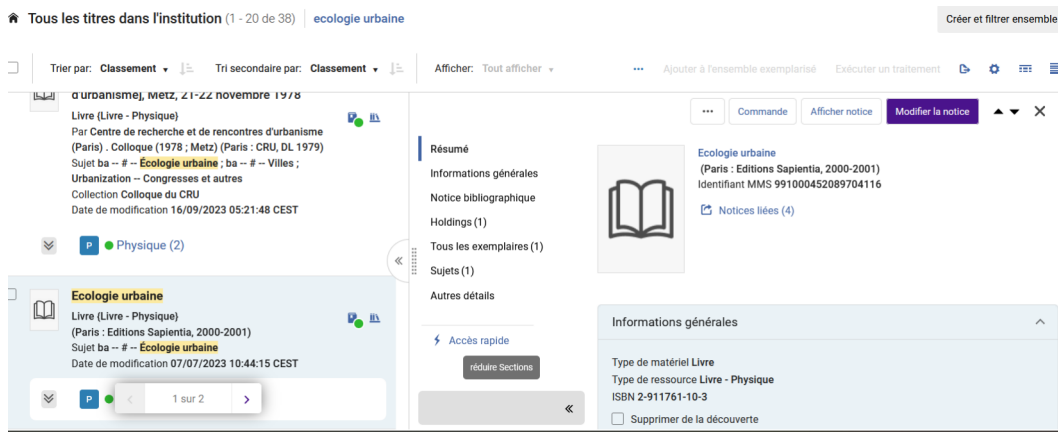 Tous les titres dans l'institution (1 - 20 de 38) ecologie urbaine
Créer et filtrer ensemble
Trier par: Classement Tri secondaire par: Classement Afficher: Tout afficher ... Ajouter à l'ensemble exemplarisé Exécuter un traitement
d'urbanisme], Metz, 21-22 novembre 1978
Livre {Livre - Physique}
Par Centre de recherche et de rencontres d'urbanisme
(Paris) . Colloque (1978 ; Metz) (Paris : CRU, DL 1979)
Sujet ba -- # -- Écologie urbaine ; ba -- # -- Villes ;
Urbanization -- Congresses et autres
Collection Colloque du CRU
Date de modification 16/09/2023 05:21:48 CEST
P Physique (2)
Ecologie urbaine
Livre {Livre - Physique}
(Paris : Editions Sapientia, 2000-2001)
Sujet ba -- # -- Écologie urbaine
Date de modification 07/07/2023 10:44:15 CEST
P
1 sur 2
Résumé
Informations générales
Notice bibliographique
Holdings (1)
Tous les exemplaires (1)
Sujets (1)
Autres détails
Accès rapide
réduire Sections
... Commande Afficher notice Modifier la notice
Ecologie urbaine
(Paris : Editions Sapientia, 2000-2001)
Identifiant MMS 991000452089704116
Notices liées (4)
Informations générales
Type de matériel Livre
Type de ressource Livre - Physique
ISBN 2-911761-10-3
Supprimer de la découverte